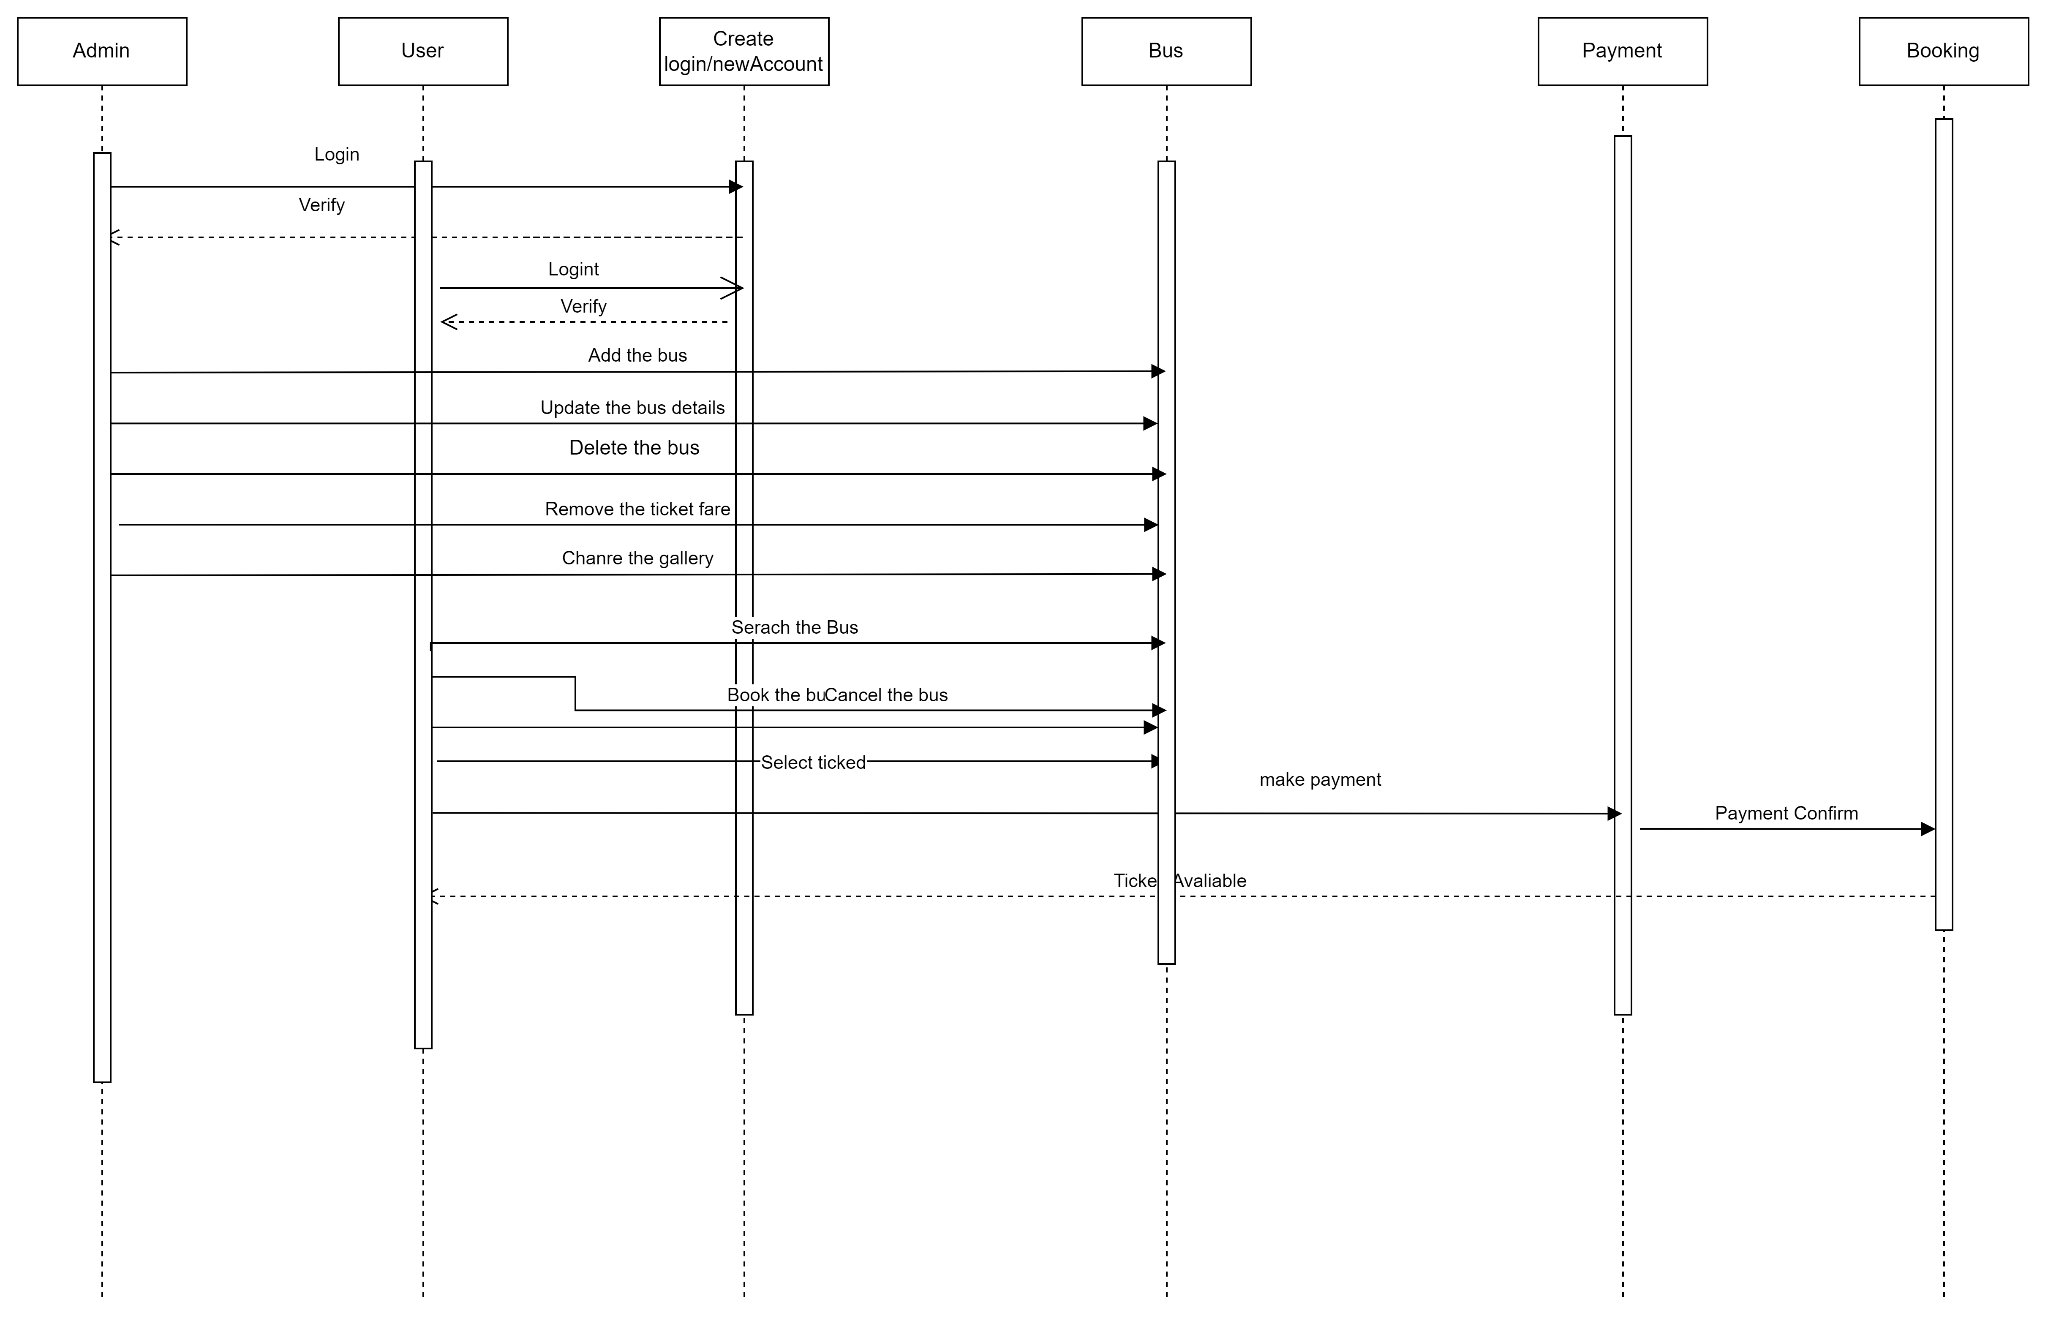 Admin
User
Create
login/newAccount
Bus
Payment
Booking
Login
Verify
Logint
Verify
Add the bus
Update the bus details
Delete the bus
Remove the ticket fare
Chanre the gallery
Serach the Bus
Book the bu
Cancel the bus
Select ticked
make payment
Payment Confirm
Ticke Avaliable